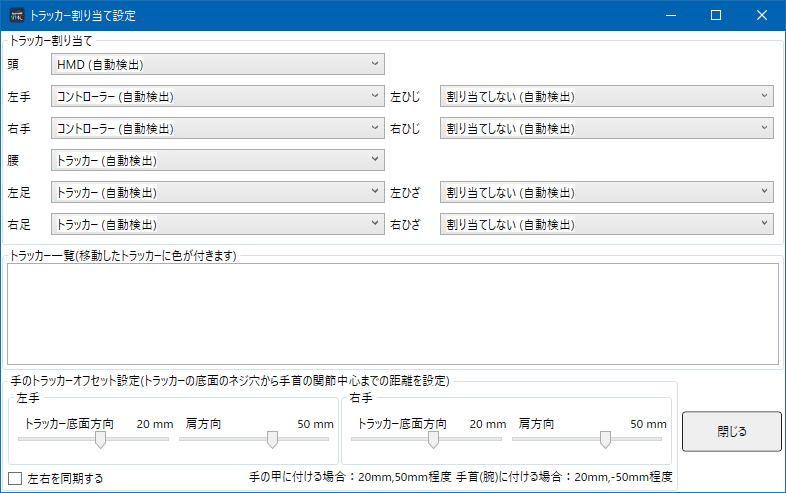 トラッカー割り当て設定
トラッカー割り当て
頭 HMD (自動検出)
左手 コントローラー (自動検出) 左ひじ 割り当てしない (自動検出)
右手 コントローラー (自動検出) 右ひじ 割り当てしない (自動検出)
腰 トラッカー (自動検出)
左足 トラッカー (自動検出) 左ひざ 割り当てしない (自動検出)
右足 トラッカー (自動検出) 右ひざ 割り当てしない (自動検出)
トラッカー一覧(移動したトラッカーに色が付きます)
手のトラッカーオフセット設定(トラッカーの底面のネジ穴から手首の関節中心までの距離を設定)
左手 右手
トラッカー底面方向 20 mm 肩方向 50 mm トラッカー底面方向 20 mm 肩方向 50 mm
閉じる
左右を同期する 手の甲に付ける場合：20mm,50mm程度 手首(腕)に付ける場合：20mm,-50mm程度